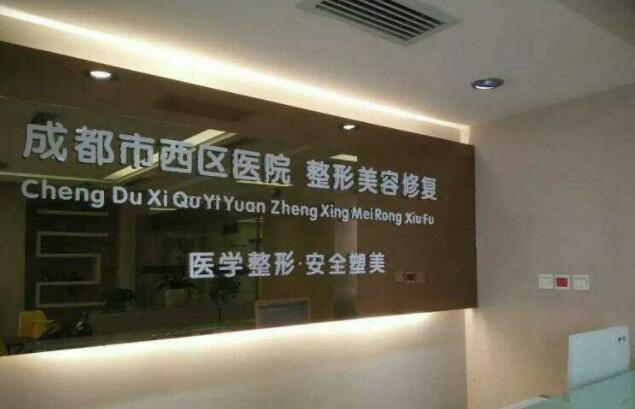 成都市西区医院 整形美容修复
Cheng Du Xi Qu Yi Yuan Zheng Xing Mei Rong Xiu Fu
医学整形·安全塑美